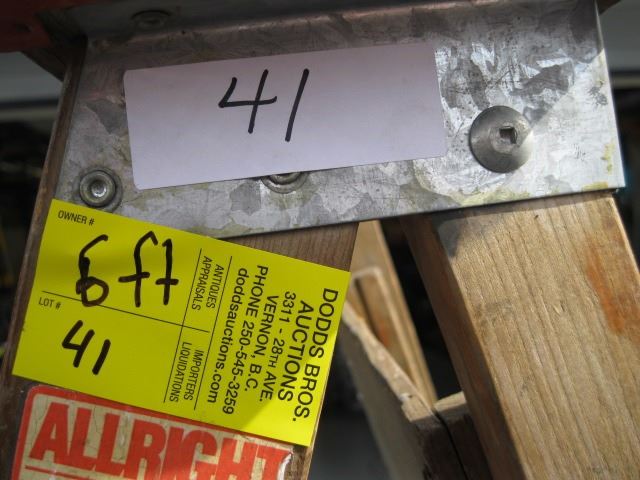 41
OWNER #
6 ft
LOT #
41
ANTIQUES
APPRAISALS
IMPORTERS
LIQUIDATIONS
DODDS BROS.
AUCTIONS
3311 - 28TH AVE.
VERNON, B.C.
PHONE 250-545-3259
doddsauctions.com
ALLRIGHT